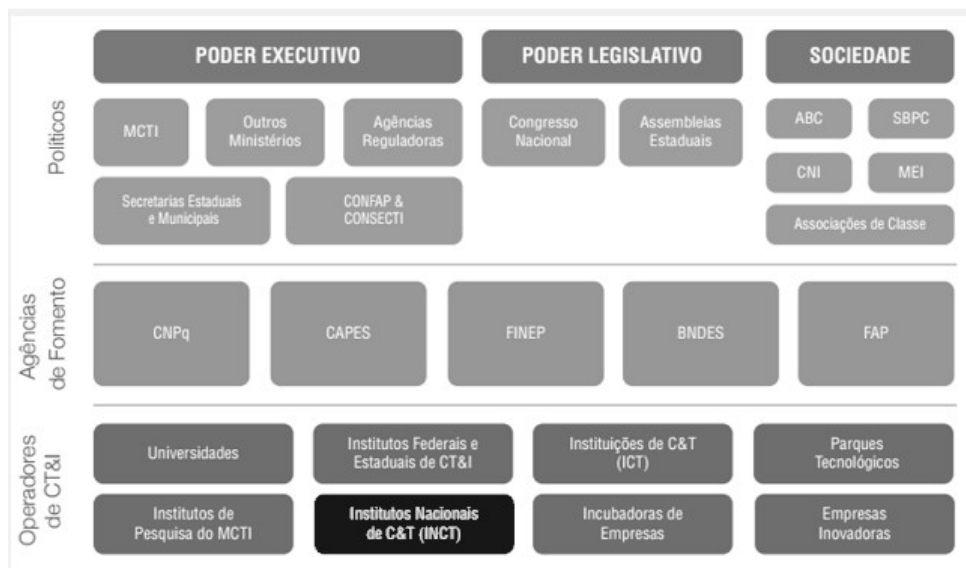 PODER EXECUTIVO
PODER LEGISLATIVO
SOCIEDADE
Políticos
MCTI
Outros
Ministérios
Agências
Reguladoras
Congresso
Nacional
Assembleias
Estaduais
ABC
SBPC
CNI
MEI
Secretarias Estaduais
e Municipais
CONFAP &
CONSECTI
Associações de Classe
Agências
de Fomento
CNPq
CAPES
FINEP
BNDES
FAP
Operadores
de CT&I
Universidades
Institutos Federais e
Estaduais de CT&I
Instituições de C&T
(ICT)
Parques
Tecnológicos
Institutos de
Pesquisa do MCTI
Institutos Nacionais
de C&T (INCT)
Incubadoras de
Empresas
Empresas
Inovadoras